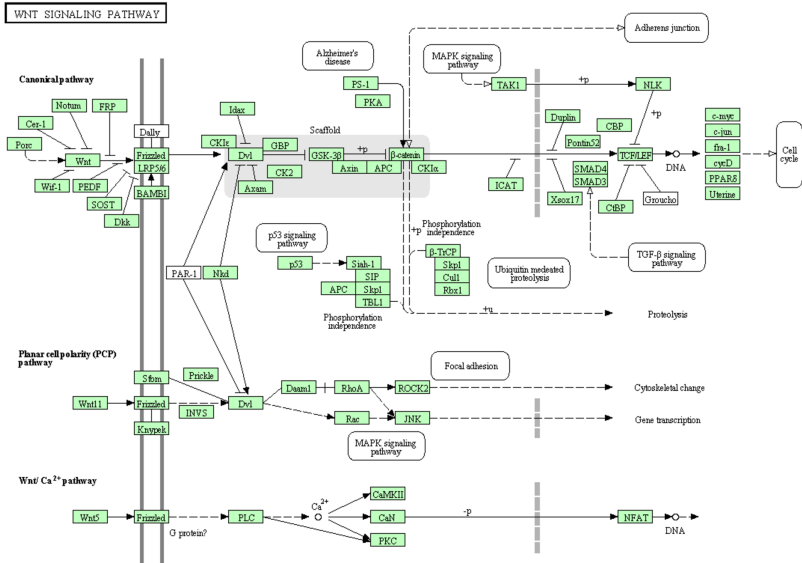 WNT SIGNALING PATHWAY
Adherens junction
Alzheimer's
disease
MAPK signaling
pathway
Canonical pathway
PS-1
TAK1
+p
NLK
PKA
Notum
FRP
Idax
Duplin
+p
c-myc
Cer-1
Scaffold
CBP
c-jun
Porc
Dally
CKIε
GBP
Pontin52
fra-1
Cell
cycle
Wnt
Frizzled
Dvl
GSK-3β
+p
β-catenin
TCF/LEF
DNA
cycD
LRP5/6
CK2
Axin
APC
CKIα
SMAD4
SMAD3
PPARδ
Wif-1
PEDF
BAMBI
Axam
ICAT
Xsox17
Uterine
SOST
CtBP
Groucho
Dkk
+p
Phosphorylation
independence
p53 signaling
pathway
β-TrCP
TGF-β signaling
pathway
PAR-1
Nkd
p53
Siah-1
Skp1
Ubiquitin medeated
proteolysis
SIP
Cul1
APC
Skp1
Rbx1
TBL1
+u
Proteolysis
Phosphorylation
independence
Planar cell polarity (PCP)
pathway
Focal adhesion
Stbm
Prickle
Daam1
RhoA
ROCK2
Cytoskeletal change
Wnt11
Frizzled
INVS
Dvl
Rac
JNK
Gene transcription
Knypek
MAPK signaling
pathway
Wnt/ Ca2+ pathway
CaMKII
Ca2+
Wnt5
Frizzled
PLC
CaN
-p
NFAT
G protein?
DNA
PKC